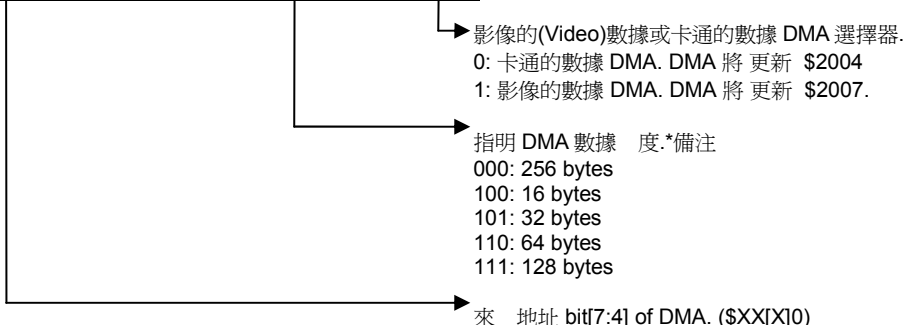 影像的(Video)數據或卡通的數據 DMA 選擇器.
0: 卡通的數據 DMA. DMA 將 更新 $2004
1: 影像的數據 DMA. DMA 將 更新 $2007.
指明 DMA 數據 度.*備注
000: 256 bytes
100: 16 bytes
101: 32 bytes
110: 64 bytes
111: 128 bytes
來 地址 bit[7:4] of DMA. ($XX[X]0)